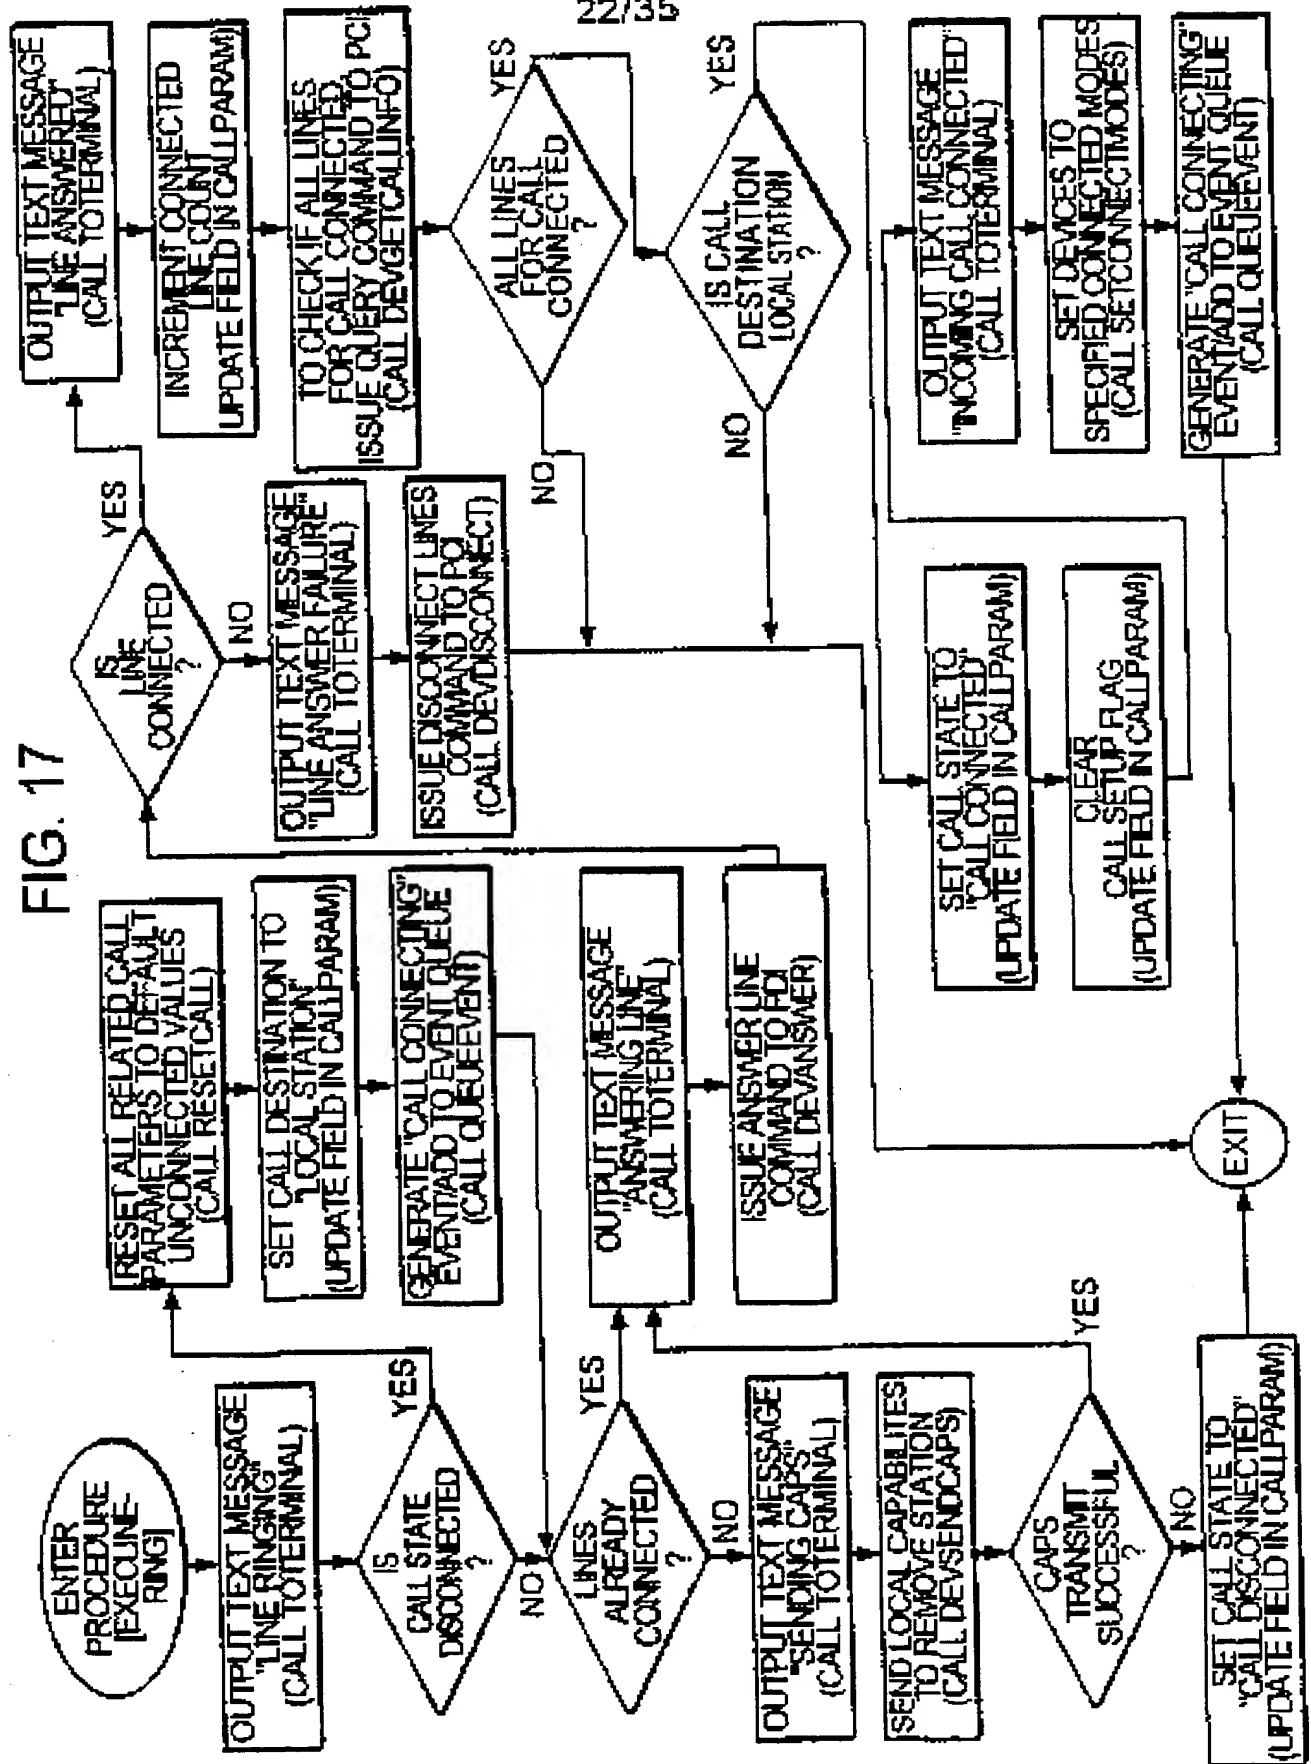 22/35
FIG. 17
ENTER
PROCEDURE
[EXECLINE-
RING]
OUTPUT TEXT MESSAGE
"LINE RINGING"
(CALL TOTERMINAL)
IS
CALL STATE
DISCONNECTED
?
YES
NO
RESET ALL RELATED CALL
PARAMETERS TO DEFAULT
UNCONNECTED VALUES
(CALL RESETCALL)
SET CALL DESTINATION TO
"LOCAL STATION"
(UPDATE FIELD IN CALLPARAM)
GENERATE "CALL CONNECTING"
EVENT/ADD TO EVENT QUEUE
(CALL QUEUEEVENT)
LINES
ALREADY
CONNECTED
?
YES
NO
OUTPUT TEXT MESSAGE
"SENDING CAPS"
(CALL TOTERMINAL)
SEND LOCAL CAPABILITES
TO REMOVE STATION
(CALL DEVSENDCAPS)
CAPS
TRANSMIT
SUCCESSFUL
?
YES
NO
SET CALL STATE TO
"CALL DISCONNECTED"
(UPDATE FIELD IN CALLPARAM)
OUTPUT TEXT MESSAGE
"ANSWERING LINE"
(CALL TOTERMINAL)
ISSUE ANSWER LINE
COMMAND TO PCI
(CALL DEVANSWER)
IS
LINE
CONNECTED
?
YES
NO
OUTPUT TEXT MESSAGE
"LINE ANSWER FAILURE"
(CALL TOTERMINAL)
ISSUE DISCONNECT LINES
COMMAND TO PCI
(CALL DEVDISCONNECT)
OUTPUT TEXT MESSAGE
"LINE ANSWERED"
(CALL TOTERMINAL)
INCREMENT CONNECTED
LINE COUNT
UPDATE FIELD IN CALLPARAM)
TO CHECK IF ALL LINES
FOR CALL CONNECTED
ISSUE QUERY COMMAND TO PCI
(CALL DEVGETCALLINFO)
ALL LINES
FOR CALL
CONNECTED
?
YES
NO
IS CALL
DESTINATION
LOCAL STATION
?
YES
NO
SET CALL STATE TO
"CALL CONNECTED"
(UPDATE FIELD IN CALLPARAM)
CLEAR
CALL SETUP FLAG
(UPDATE FIELD IN CALLPARAM)
OUTPUT TEXT MESSAGE
"INCOMING CALL CONNECTED"
(CALL TOTERMINAL)
SET DEVICES TO
SPECIFIED CONNECTED MODES
(CALL SETCONNECTMODES)
GENERATE "CALL CONNECTING"
EVENT/ADD TO EVENT QUEUE
(CALL QUEUEEVENT)
EXIT